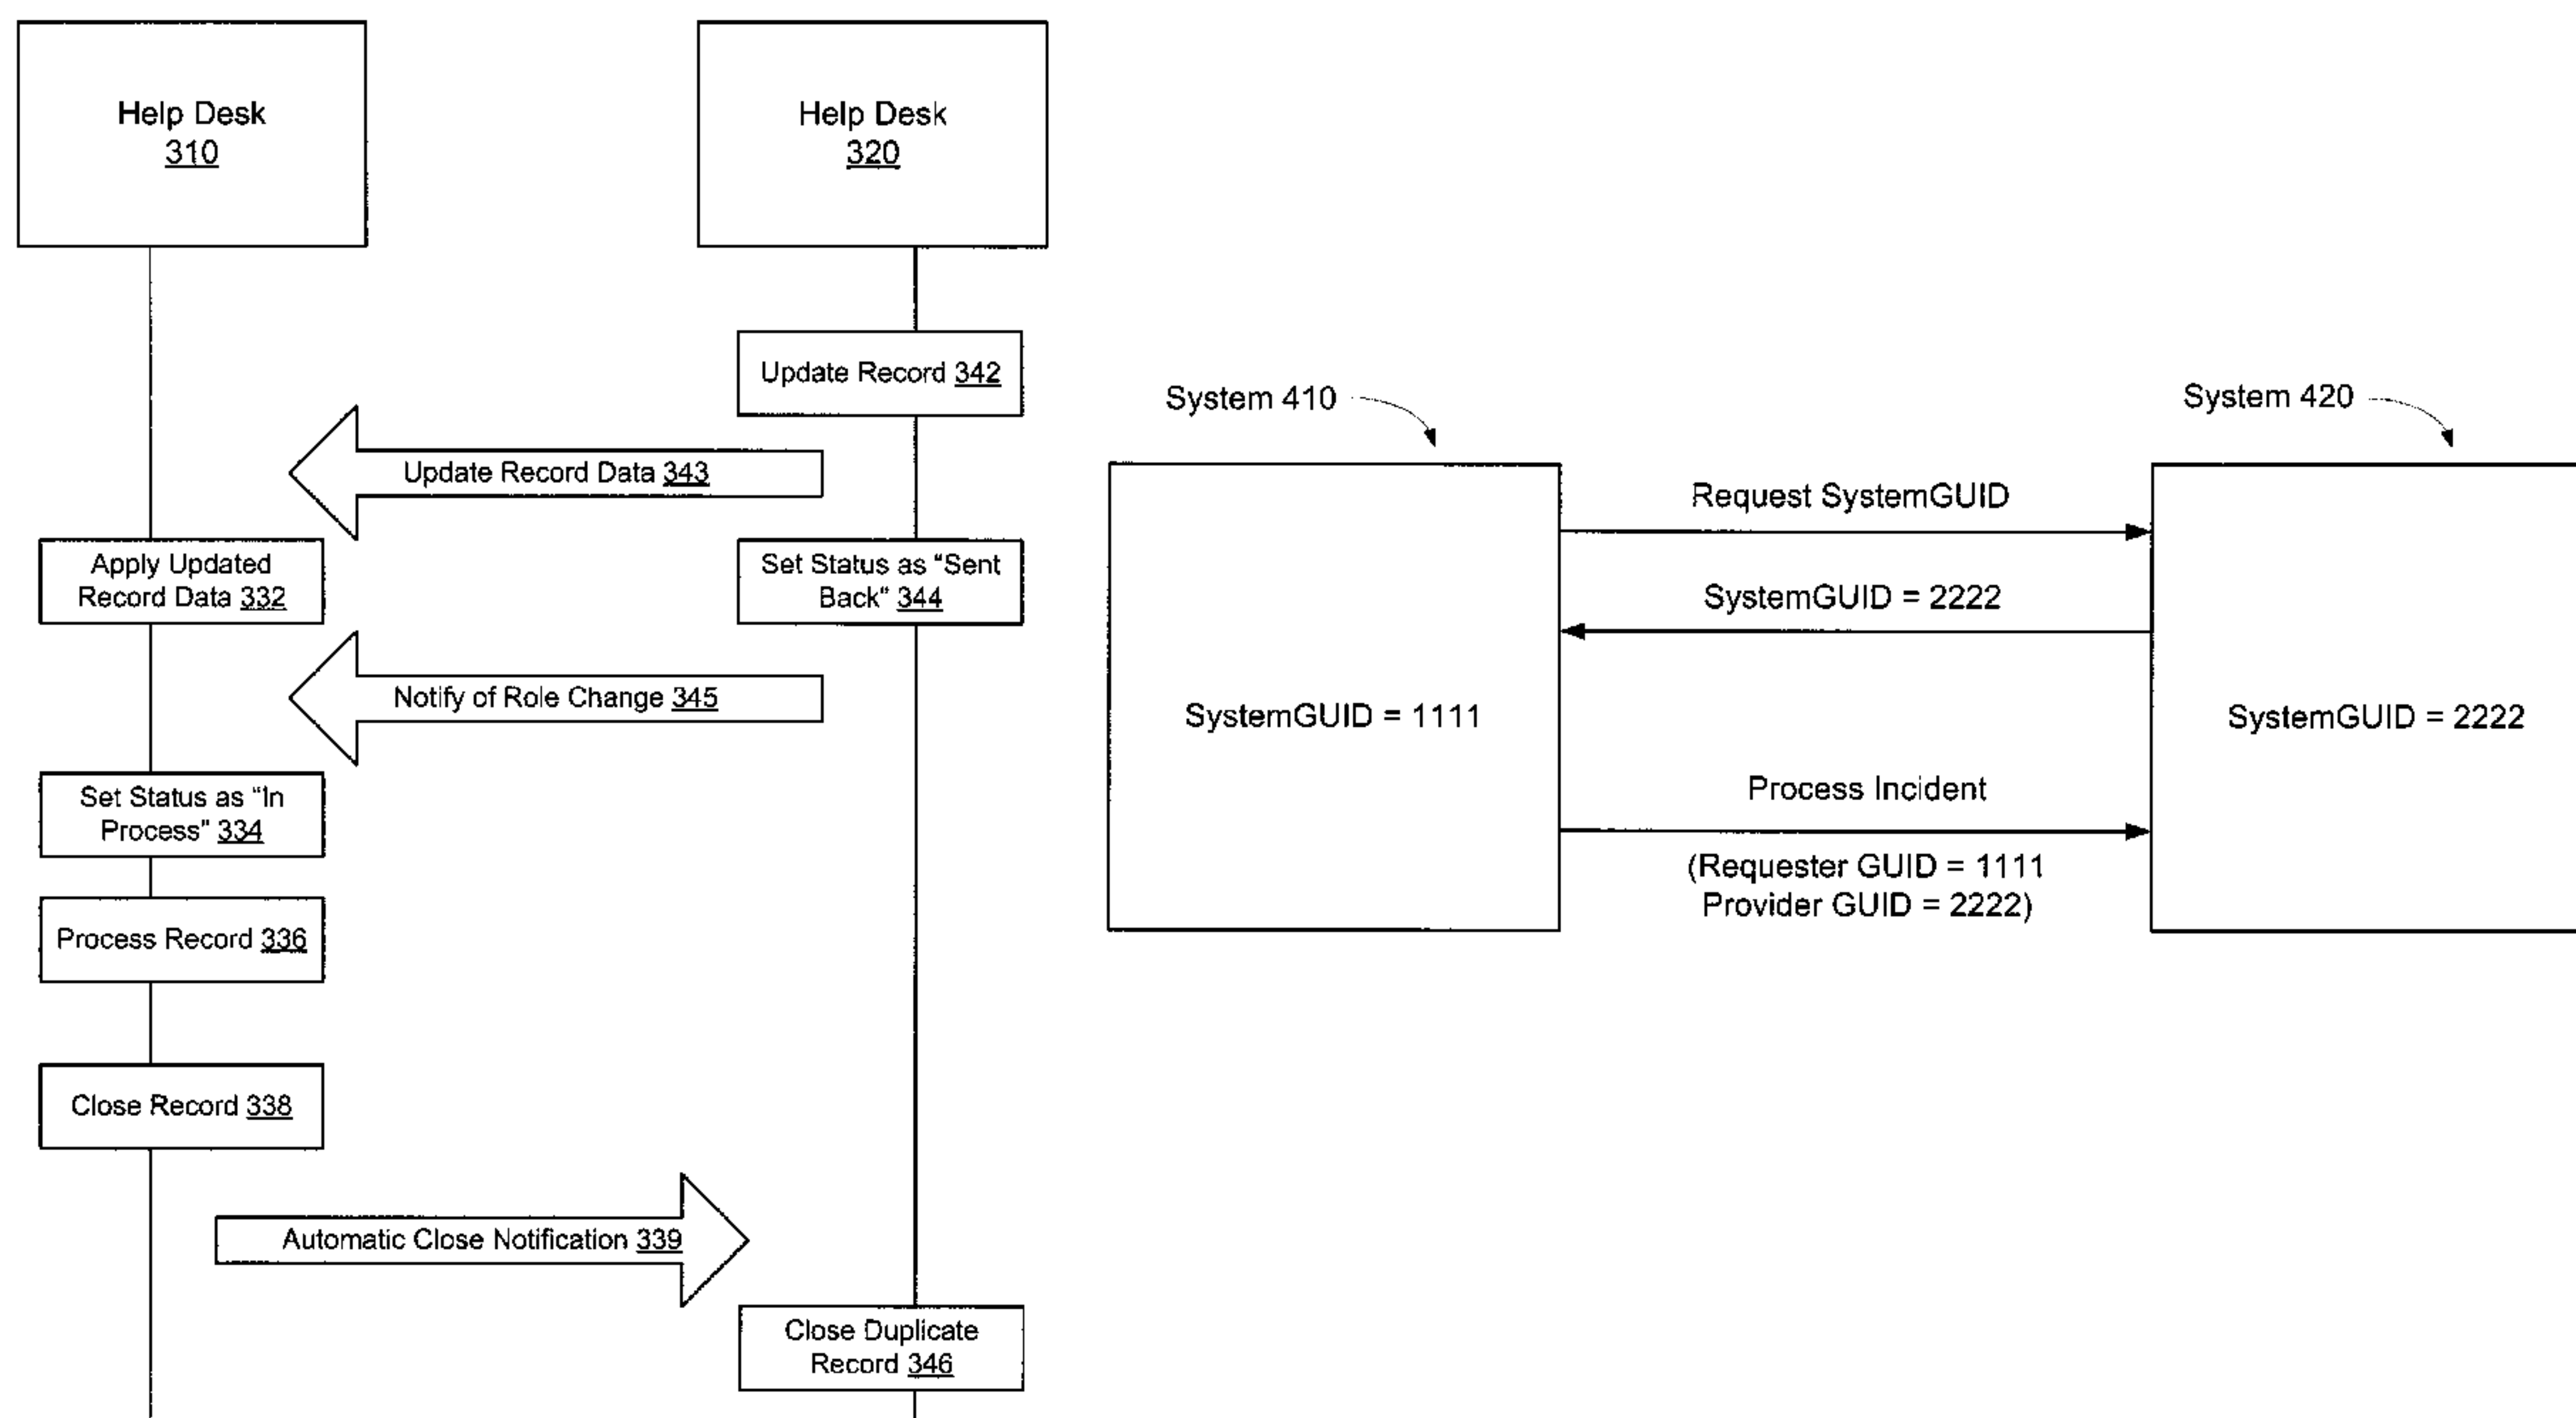 Help Desk
310
Help Desk
320
Update Record 342
Update Record Data 343
Apply Updated
Record Data 332
Set Status as “Sent
Back“ 344
Notify of Role Change 345
Set Status as “In
Process” 334
Process Record 336
Close Record 338
Automatic Close Notification 339
Close Duplicate
Record 346
System 410
System 420
Request SystemGUID
SystemGUID = 2222
SystemGUID = 1111
SystemGUID = 2222
Process Incident
(Requester GUID = 1111
Provider GUID = 2222)